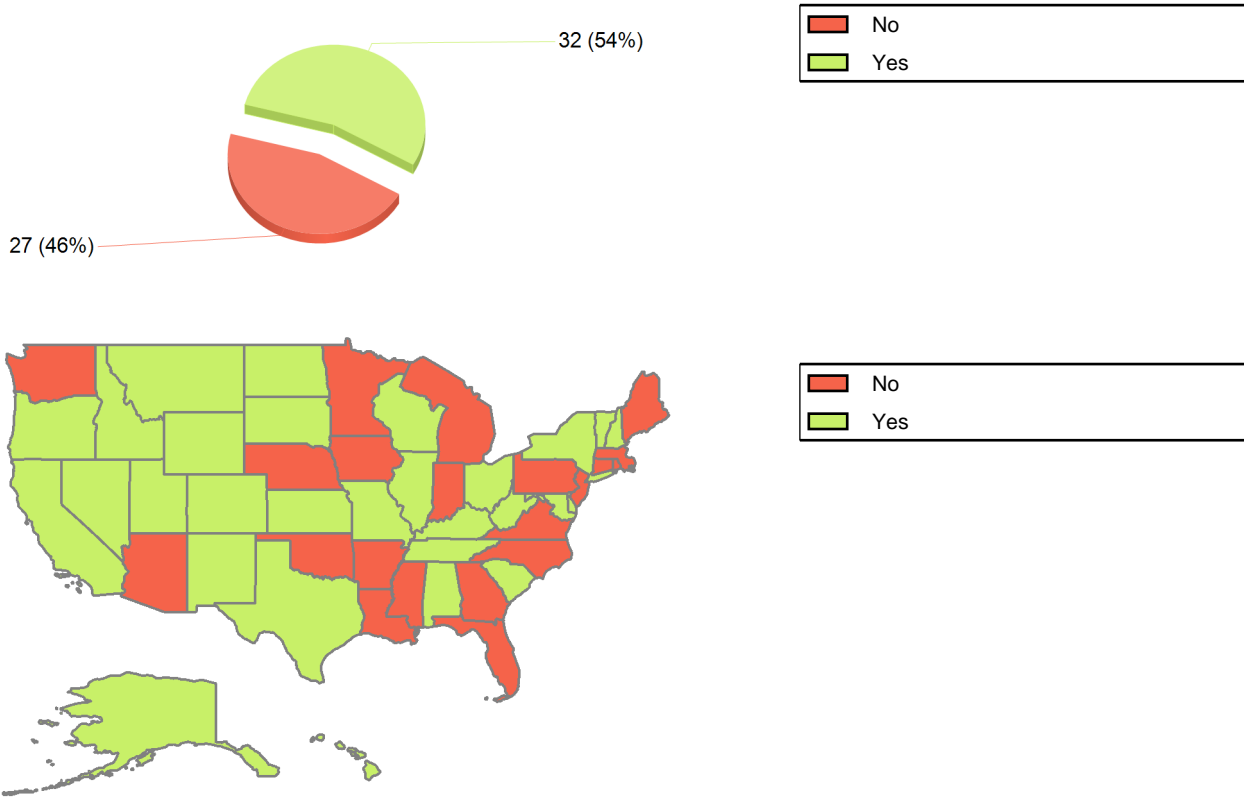 32 (54%)
27 (46%)
No
Yes
No
Yes